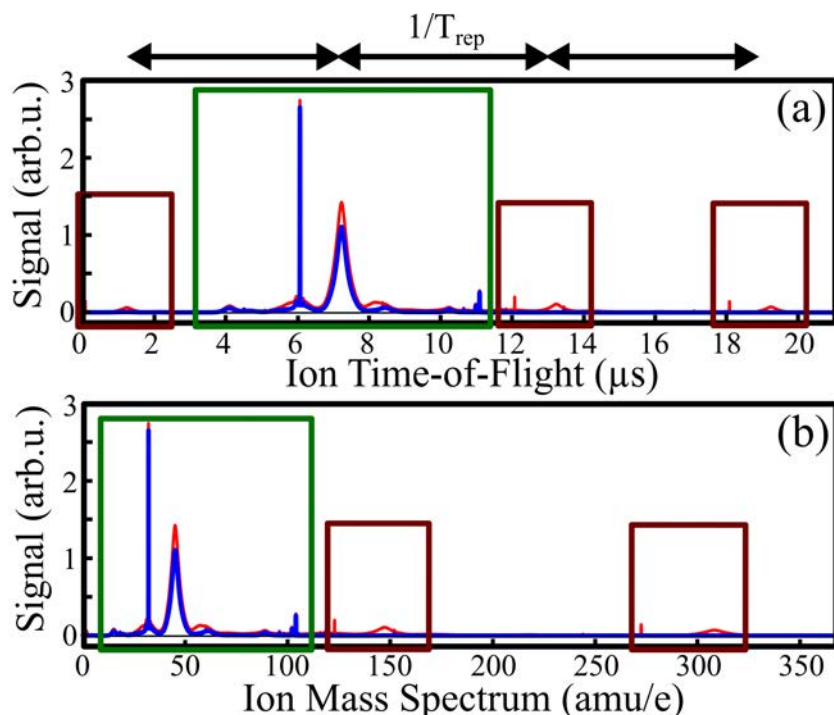 1/Trep
3
(a)
2
1
0
Signal (arb.u.)
0 2 4 6 8 10 12 14 16 18 20
Ion Time-of-Flight (µs)
3
(b)
2
1
0
Signal (arb.u.)
0 50 100 150 200 250 300 350
Ion Mass Spectrum (amu/e)